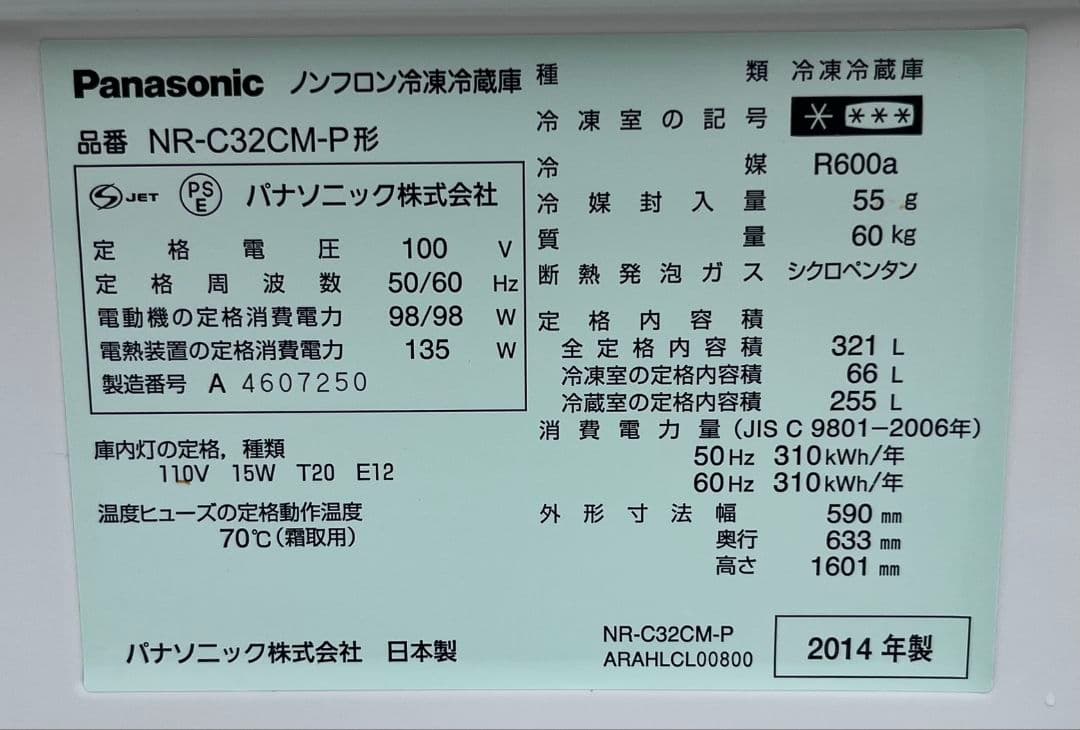 Panasonic ノンフロン冷凍冷蔵庫
品番 NR-C32CM-P形
JET PSE パナソニック株式会社
定格電圧 100 V
定格周波数 50/60 Hz
電動機の定格消費電力 98/98 W
電熱装置の定格消費電力 135 W
製造番号 A 4607250
庫内灯の定格，種類
110V 15W T20 E12
温度ヒューズの定格動作温度
70℃（霜取用）
パナソニック株式会社 日本製
種類 冷凍冷蔵庫
冷凍室の記号 * ***
冷媒 R600a
冷媒封入量 55 g
質量 60 kg
断熱発泡ガス シクロペンタン
定格内容積
全定格内容積 321 L
冷凍室の定格内容積 66 L
冷蔵室の定格内容積 255 L
消費電力量（JIS C 9801−2006年）
50Hz 310kWh/年
60Hz 310kWh/年
外形寸法 幅 590 mm
奥行 633 mm
高さ 1601 mm
NR-C32CM-P
ARAHLCL00800
2014 年製